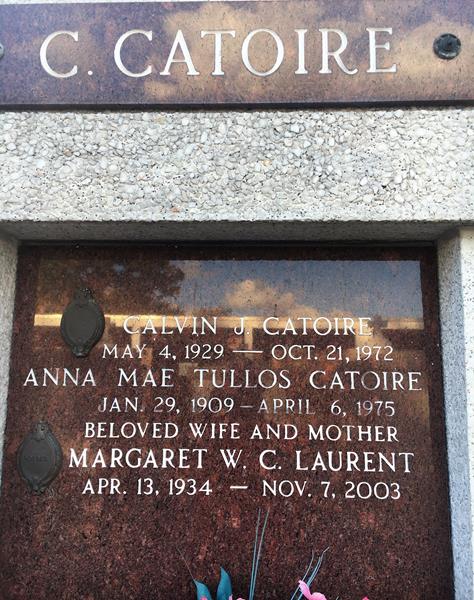 C. CATOIRE
CALVIN J. CATOIRE
MAY 4, 1929 — OCT. 21, 1972
ANNA MAE TULLOS CATOIRE
JAN. 29, 1909 – APRIL 6, 1975
BELOVED WIFE AND MOTHER
MARGARET W. C. LAURENT
APR. 13, 1934 — NOV. 7, 2003